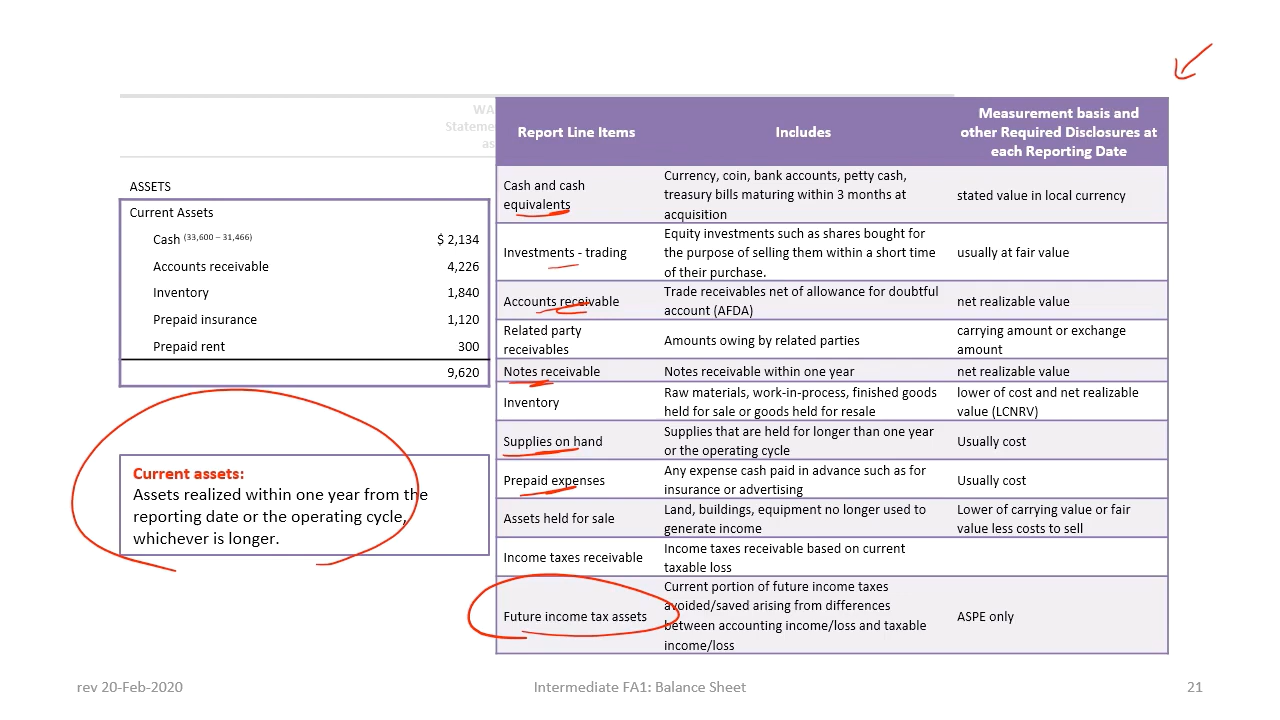 WA
Stateme
as
ASSETS
Current Assets
Cash (33,600 – 31,466) $ 2,134
Accounts receivable 4,226
Inventory 1,840
Prepaid insurance 1,120
Prepaid rent 300
9,620
Current assets:
Assets realized within one year from the
reporting date or the operating cycle,
whichever is longer.
Report Line Items
Includes
Measurement basis and
other Required Disclosures at
each Reporting Date
Cash and cash
equivalents
Currency, coin, bank accounts, petty cash,
treasury bills maturing within 3 months at
acquisition
stated value in local currency
Investments - trading
Equity investments such as shares bought for
the purpose of selling them within a short time
of their purchase.
usually at fair value
Accounts receivable
Trade receivables net of allowance for doubtful
account (AFDA)
net realizable value
Related party
receivables
Amounts owing by related parties
carrying amount or exchange
amount
Notes receivable
Notes receivable within one year
net realizable value
Inventory
Raw materials, work-in-process, finished goods
held for sale or goods held for resale
lower of cost and net realizable
value (LCNRV)
Supplies on hand
Supplies that are held for longer than one year
or the operating cycle
Usually cost
Prepaid expenses
Any expense cash paid in advance such as for
insurance or advertising
Usually cost
Assets held for sale
Land, buildings, equipment no longer used to
generate income
Lower of carrying value or fair
value less costs to sell
Income taxes receivable
Income taxes receivable based on current
taxable loss
Future income tax assets
Current portion of future income taxes
avoided/saved arising from differences
between accounting income/loss and taxable
income/loss
ASPE only
rev 20-Feb-2020
Intermediate FA1: Balance Sheet
21